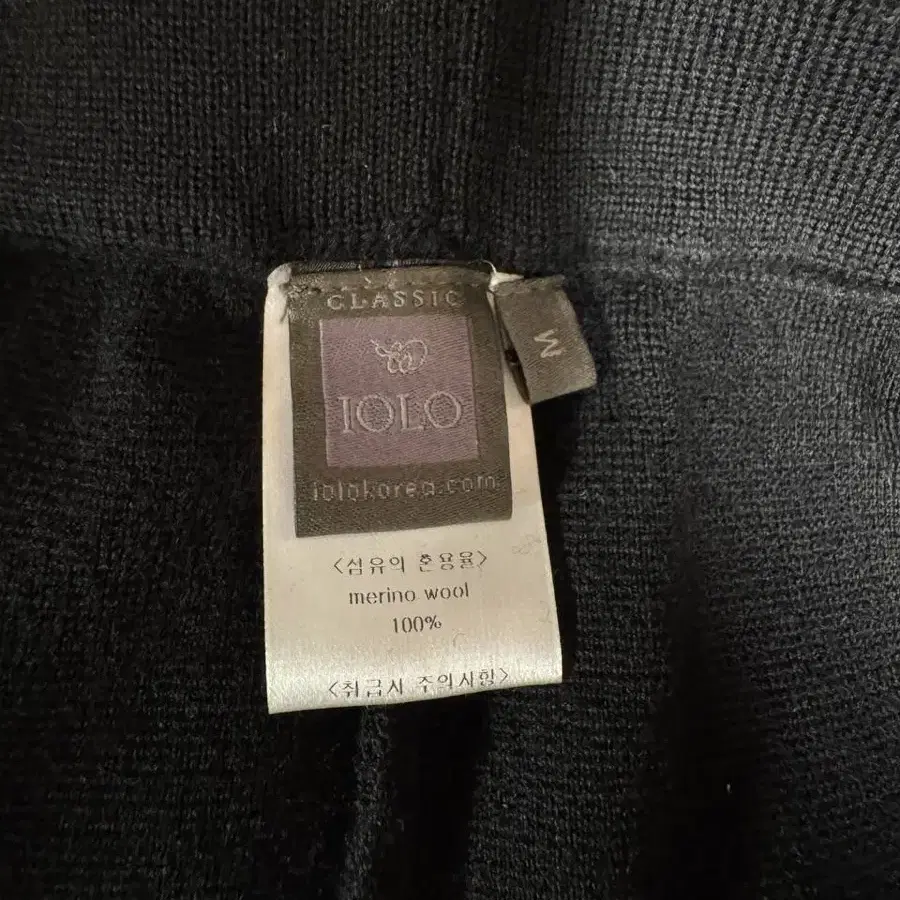 CLASSIC
IOLO
iolokorea.com
M
<섬유의 혼용율>
merino wool
100%
<취급시 주의사항>